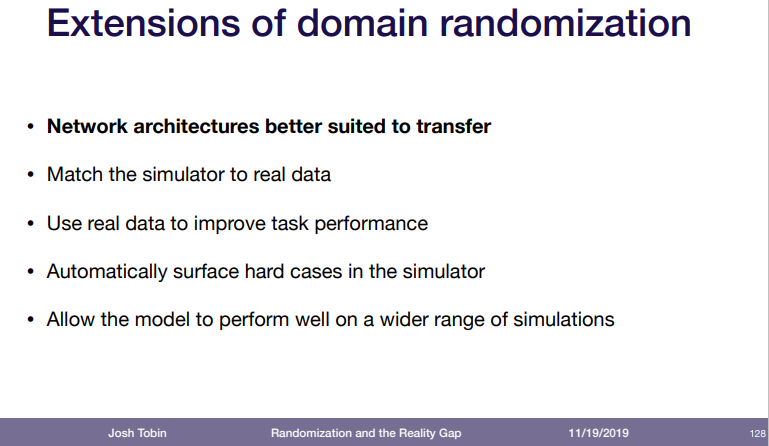 Extensions of domain randomization
• Network architectures better suited to transfer
• Match the simulator to real data
• Use real data to improve task performance
• Automatically surface hard cases in the simulator
• Allow the model to perform well on a wider range of simulations
Josh Tobin Randomization and the Reality Gap 11/19/2019 128